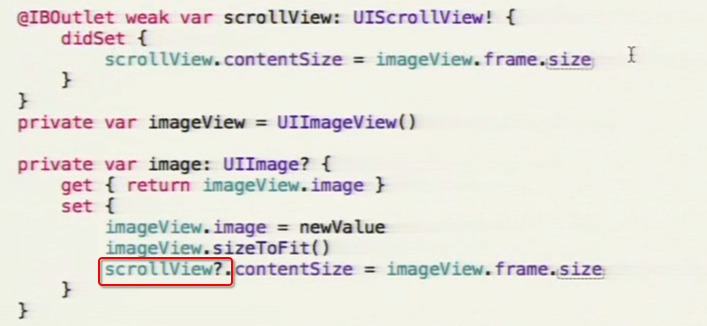 @IBOutlet weak var scrollView: UIScrollView! {
didSet {
scrollView.contentSize = imageView.frame.size
}
}
private var imageView = UIImageView()
private var image: UIImage? {
get { return imageView.image }
set {
imageView.image = newValue
imageView.sizeToFit()
scrollView?.contentSize = imageView.frame.size
}
}